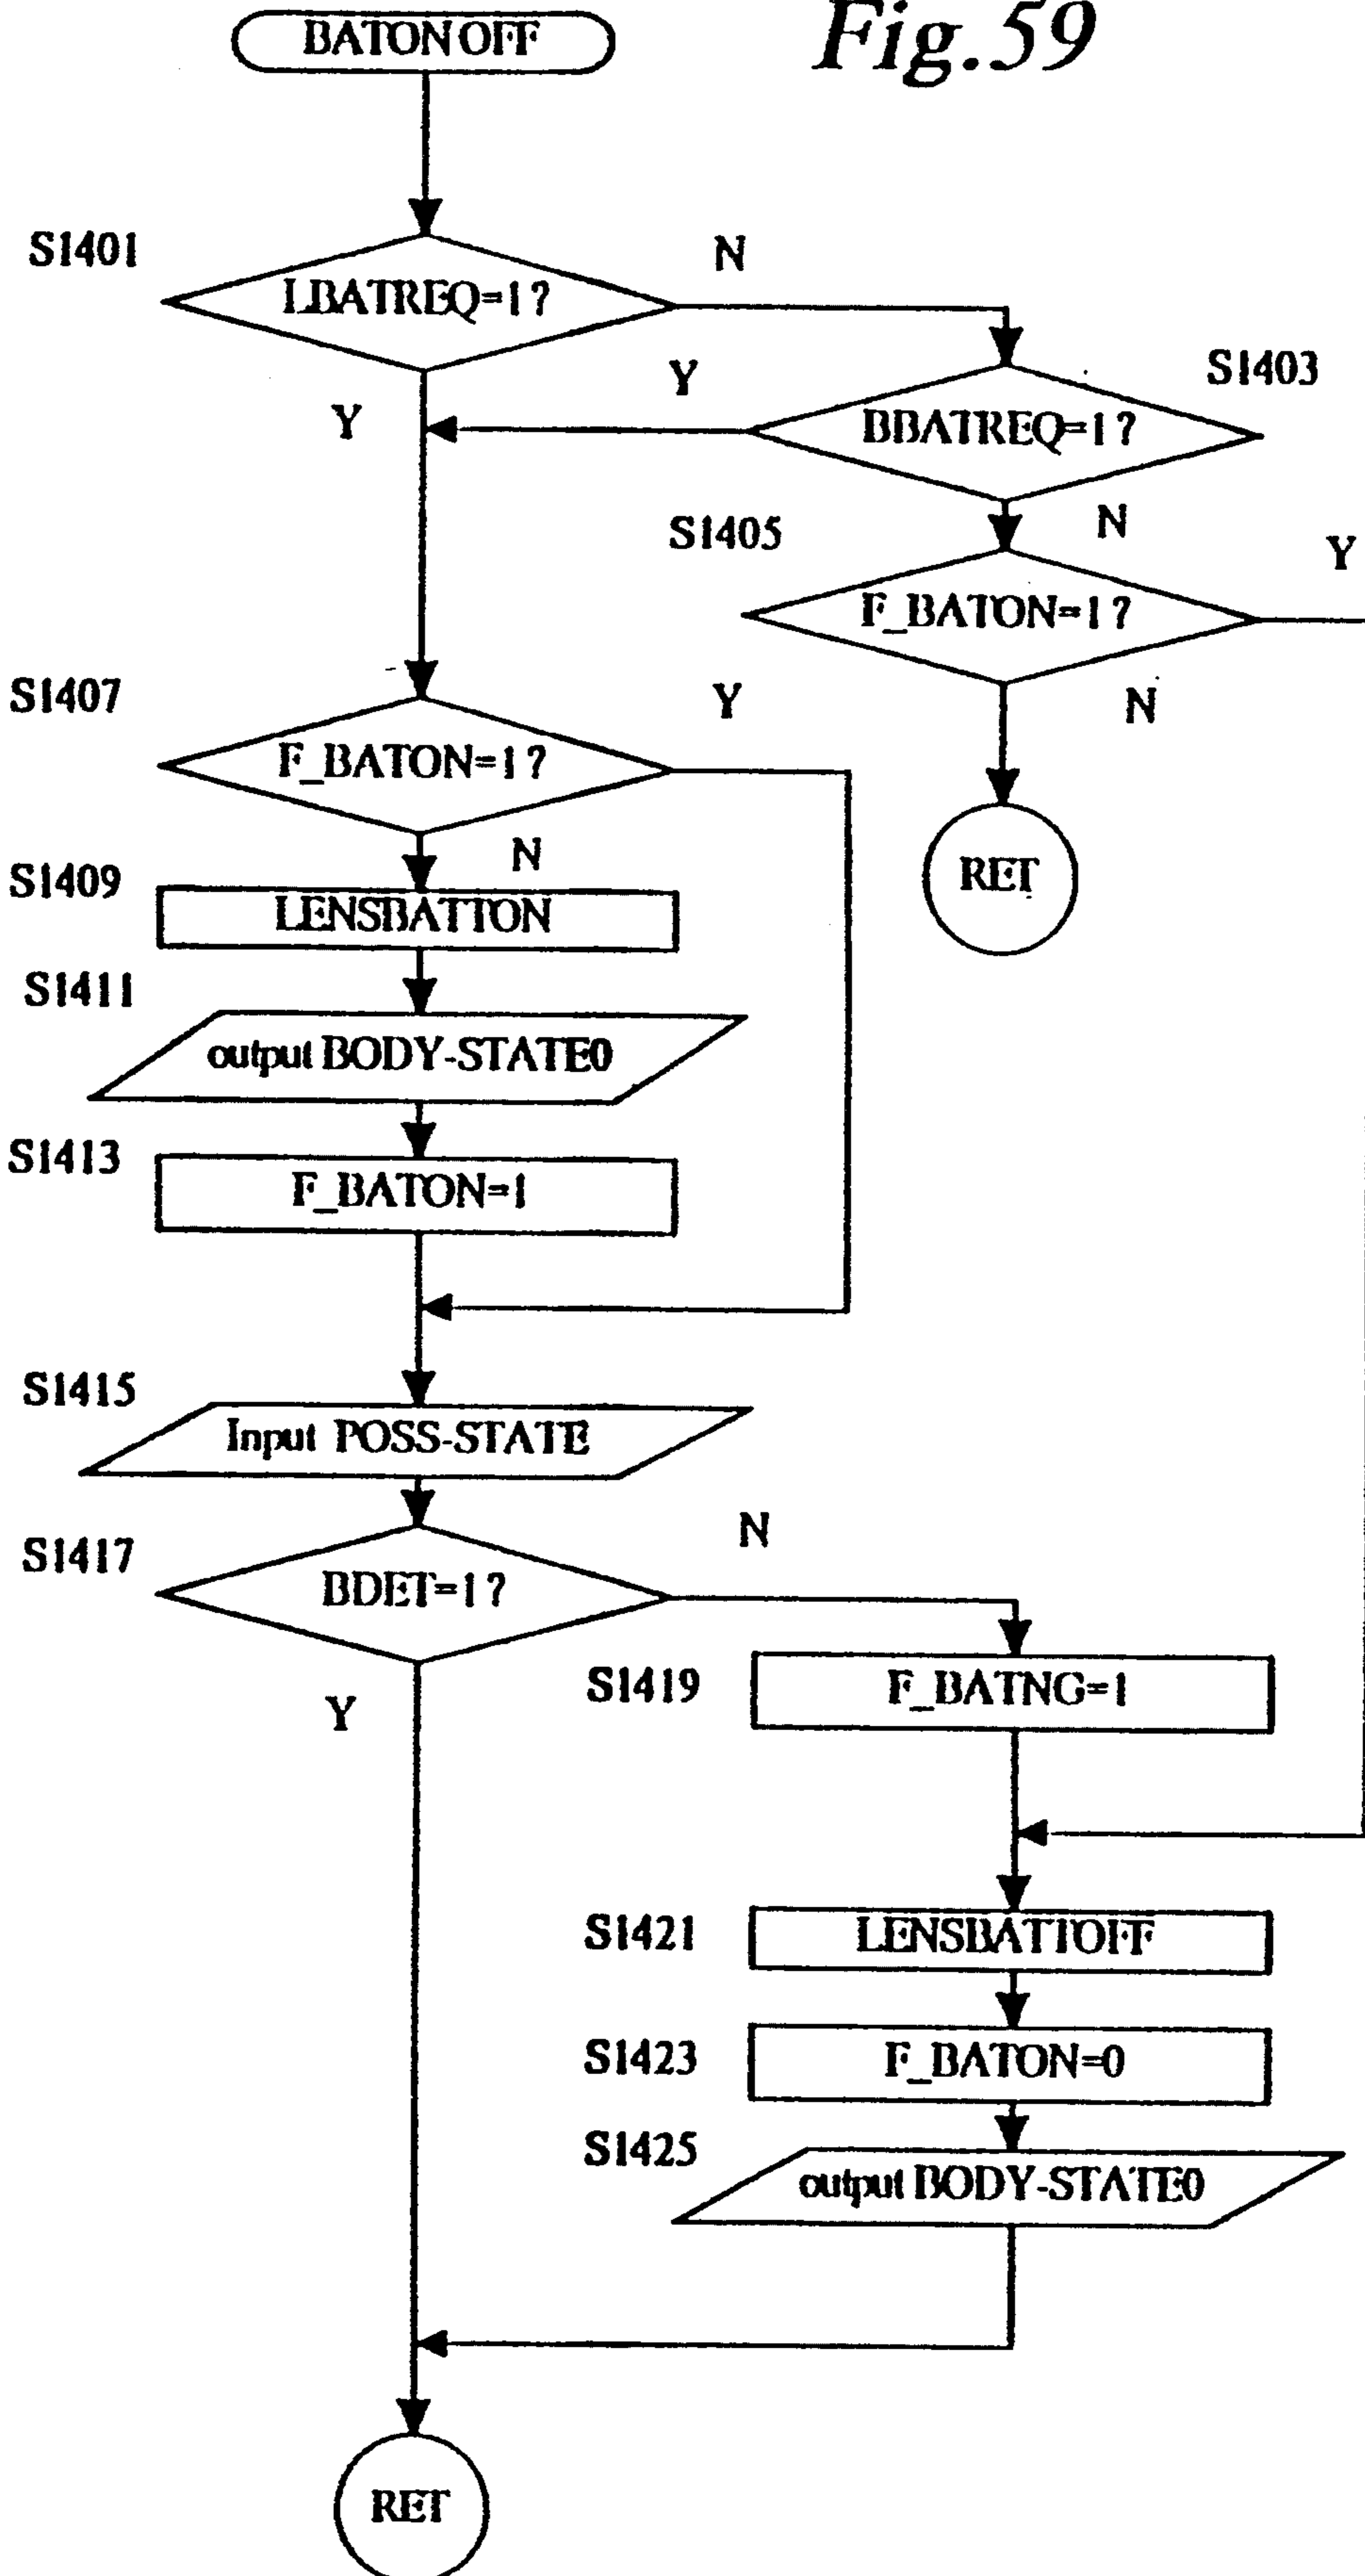 Fig.59
BATON OFF
S1401
LBATREQ=1?
N
Y
Y
S1403
BBATREQ=1?
N
S1405
F_BATON=1?
Y
N
RET
S1407
F_BATON=1?
Y
N
S1409
LENSBATTON
S1411
output BODY-STATE0
S1413
F_BATON=1
S1415
Input POSS-STATE
S1417
BDET=1?
N
Y
S1419
F_BATNG=1
S1421
LENSBATTOFF
S1423
F_BATON=0
S1425
output BODY-STATE0
RET